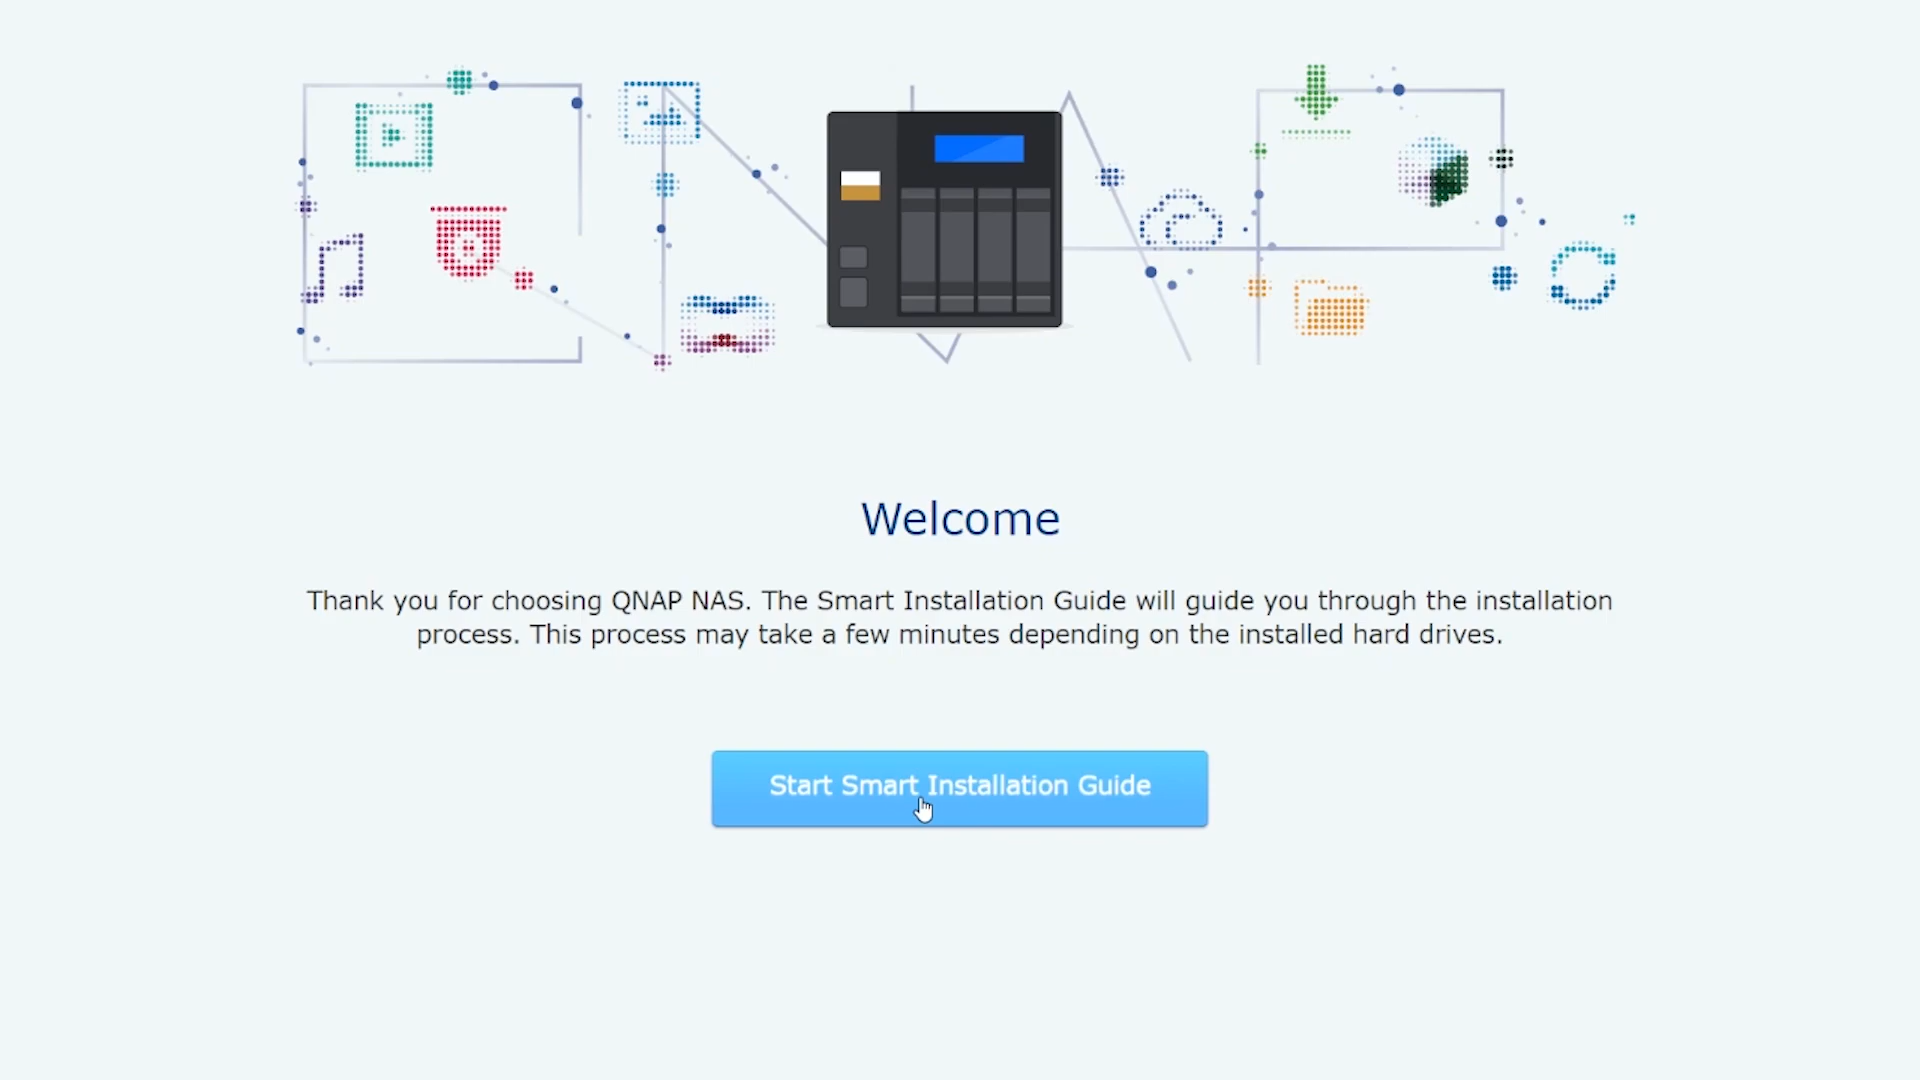 Welcome
Thank you for choosing QNAP NAS. The Smart Installation Guide will guide you through the installation
process. This process may take a few minutes depending on the installed hard drives.
Start Smart Installation Guide